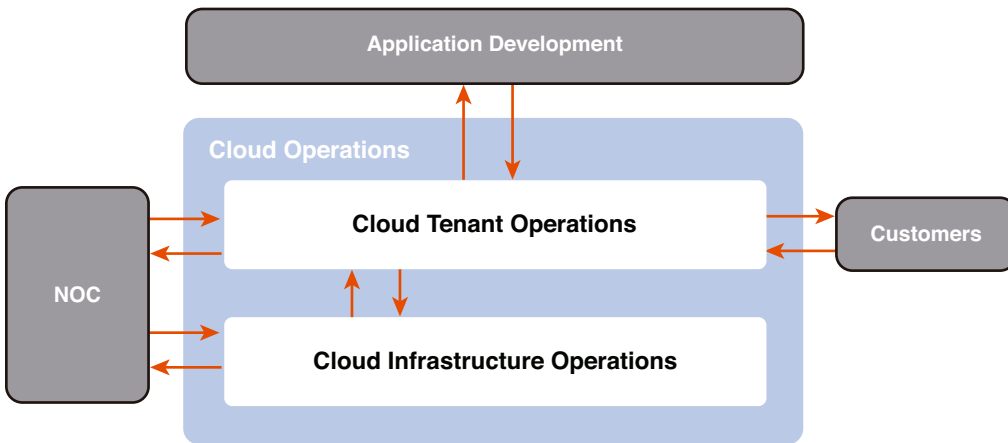 Application Development
Cloud Operations
Cloud Tenant Operations
Customers
NOC
Cloud Infrastructure Operations